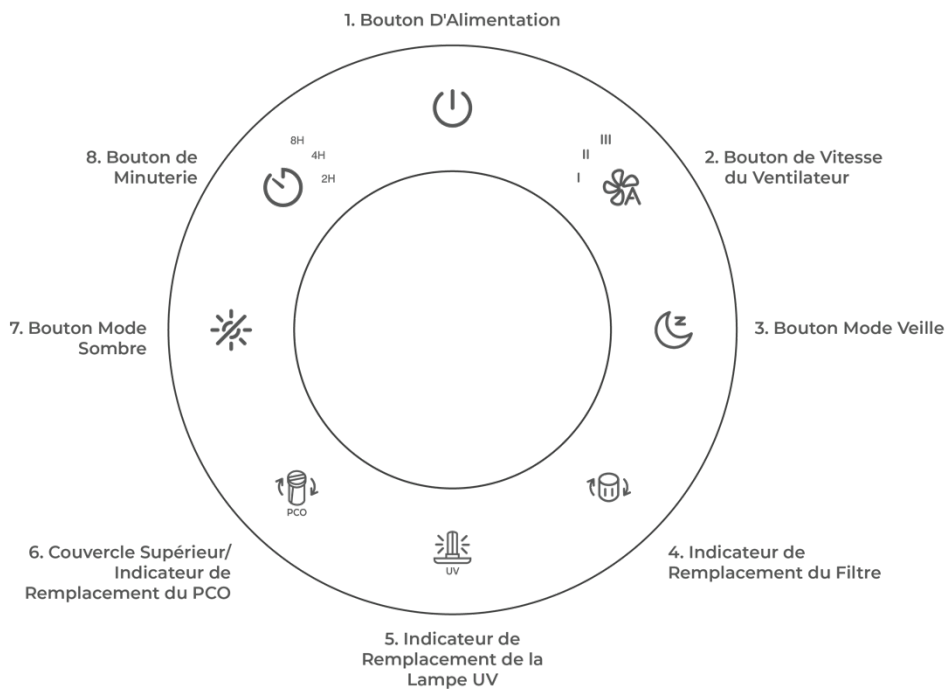 1. Bouton D'Alimentation
8H
4H
2H
III
II
I
A
8. Bouton de
Minuterie
2. Bouton de Vitesse
du Ventilateur
Z
7. Bouton Mode
Sombre
3. Bouton Mode Veille
PCO
UV
6. Couvercle Supérieur/
Indicateur de
Remplacement du PCO
4. Indicateur de
Remplacement du Filtre
5. Indicateur de
Remplacement de la
Lampe UV